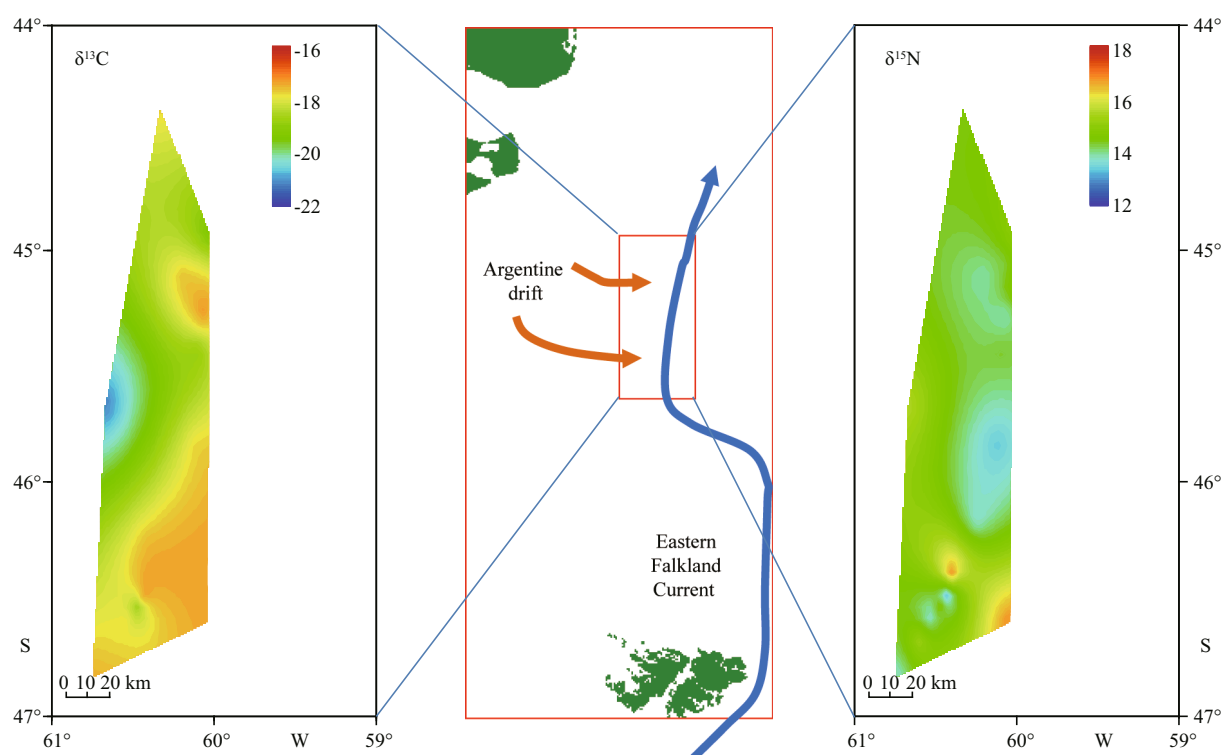 44°
45°
46°
S
47°
61°
60°
W
59°
δ¹³C
-16
-18
-20
-22
0 10 20 km
Argentine
drift
Eastern
Falkland
Current
δ¹⁵N
18
16
14
12
0 10 20 km
44°
45°
46°
S
47°
61°
60°
W
59°